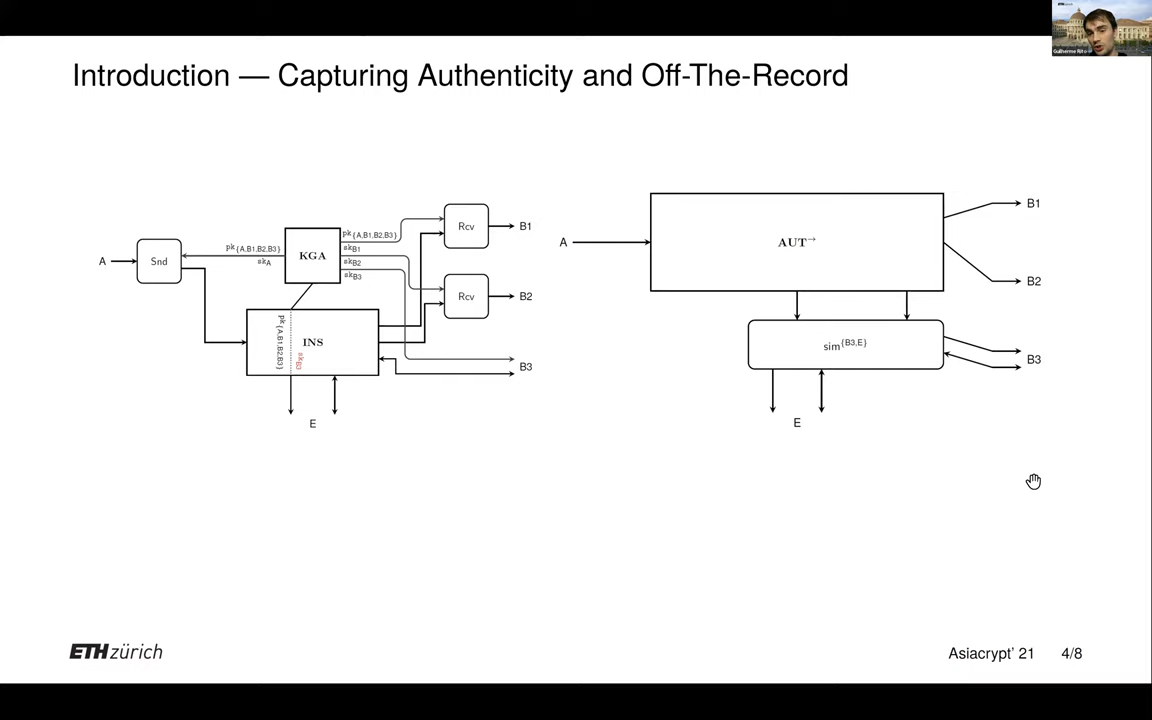 Guilherme Rito
Introduction — Capturing Authenticity and Off-The-Record
A
Snd
pk{A,B1,B2,B3}
skA
KGA
pk{A,B1,B2,B3}
skB1
skB2
skB3
Rcv
B1
Rcv
B2
pk{A,B1,B2,B3}
skB3
INS
B3
E
A
AUT→
B1
B2
sim{B3,E}
B3
E
ETH zürich
Asiacrypt' 21
4/8